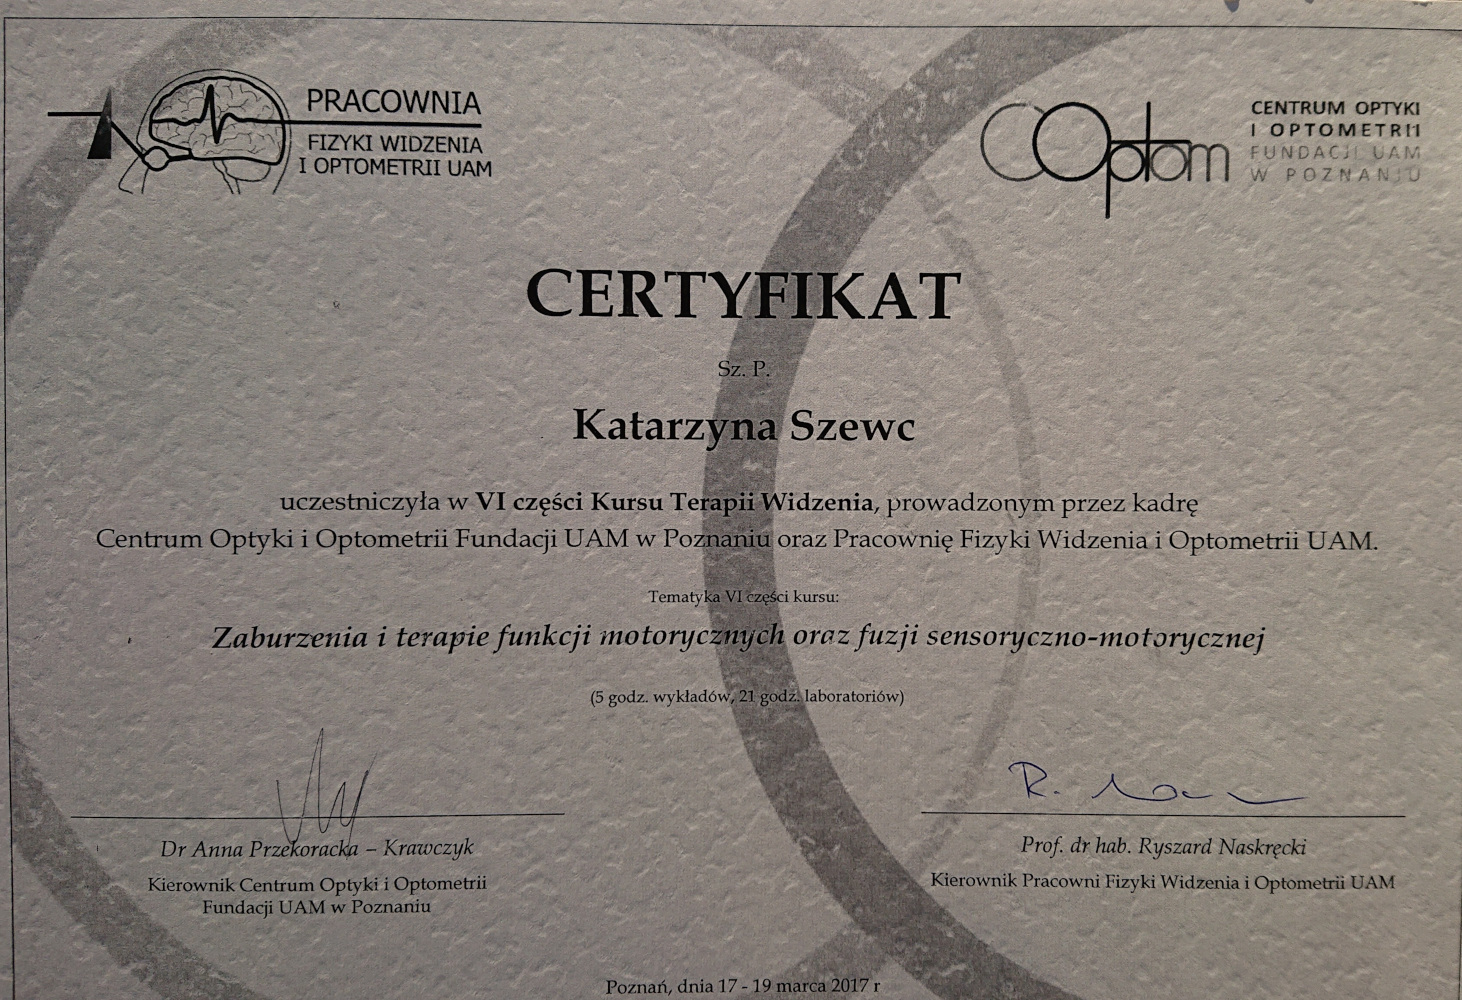 PRACOWNIA
FIZYKI WIDZENIA
I OPTOMETRII UAM
COptom
CENTRUM OPTYKI
I OPTOMETRII
FUNDACJI UAM
W POZNANIU
CERTYFIKAT
Sz. P.
Katarzyna Szewc
uczestniczyła w VI części Kursu Terapii Widzenia, prowadzonym przez kadrę
Centrum Optyki i Optometrii Fundacji UAM w Poznaniu oraz Pracownię Fizyki Widzenia i Optometrii UAM.
Tematyka VI części kursu:
Zaburzenia i terapie funkcji motorycznych oraz fuzji sensoryczno-motorycznej
(5 godz. wykładów, 21 godz. laboratoriów)
Dr Anna Przekoracka – Krawczyk
Kierownik Centrum Optyki i Optometrii
Fundacji UAM w Poznaniu
Prof. dr hab. Ryszard Naskręcki
Kierownik Pracowni Fizyki Widzenia i Optometrii UAM
Poznań, dnia 17 - 19 marca 2017 r